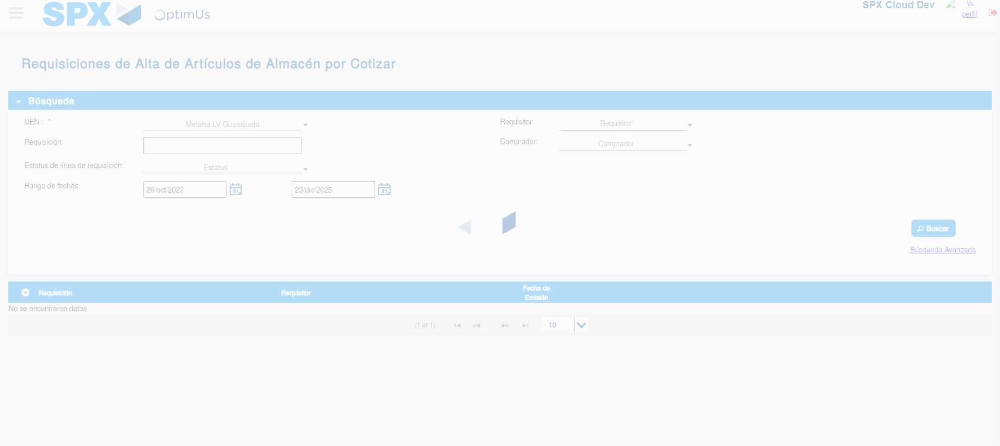 SPX
OptimUs
SPX Cloud Dev
perfil
Requisiciones de Alta de Artículos de Almacén por Cotizar
Búsqueda
UEN : *
Metalsa LV Guanajuato
Requisitor:
Requisitor
Requisición:
Comprador:
Comprador
Estatus de línea de requisición:
Estatus
Rango de fechas:
26/oct/2023
31
23/dic/2025
31
Buscar
Búsqueda Avanzada
Requisición
Requisitor
Fecha de
Emisión
No se encontraron datos
(1 of 1)
10